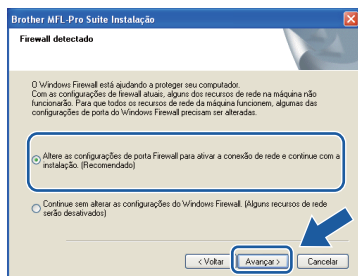 Brother MFL-Pro Suite Instalação
Firewall detectado
O Windows Firewall está ajudando a proteger seu computador.
Com as configurações de firewall atuais, alguns dos recursos de rede na máquina não
funcionarão. Para que todos os recursos de rede da máquina funcionem, algumas das
configurações de porta do Windows Firewall precisam ser alteradas.
Altere as configurações de porta Firewall para ativar a conexão de rede e continue com a
instalação. (Recomendado)
Continue sem alterar as configurações do Windows Firewall. (Alguns recursos de rede
serão desativados)
< Voltar
Avançar >
Cancelar